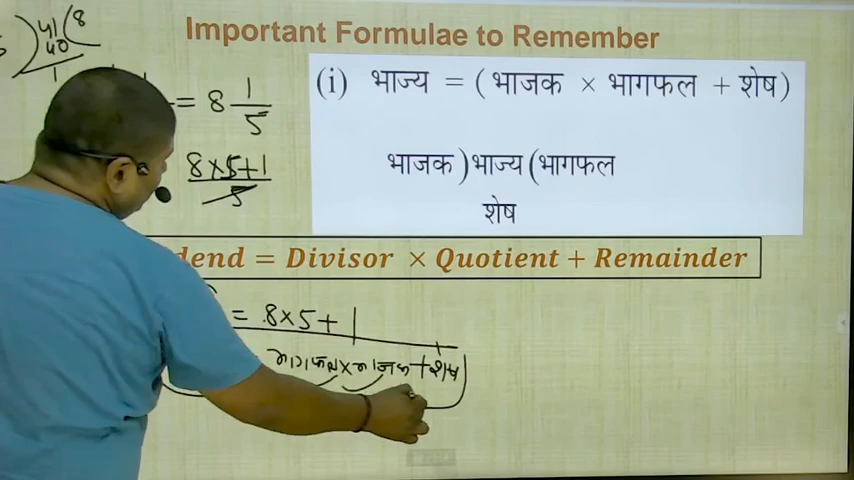 Important Formulae to Remember
41 (8
40
1
= 8 1/5
8×5+1
5
(i) भाज्य = (भाजक × भागफल + शेष)
भाजक)भाज्य(भागफल
शेष
dend = Divisor × Quotient + Remainder
= 8×5+1
भागफल×भाजक+शेष